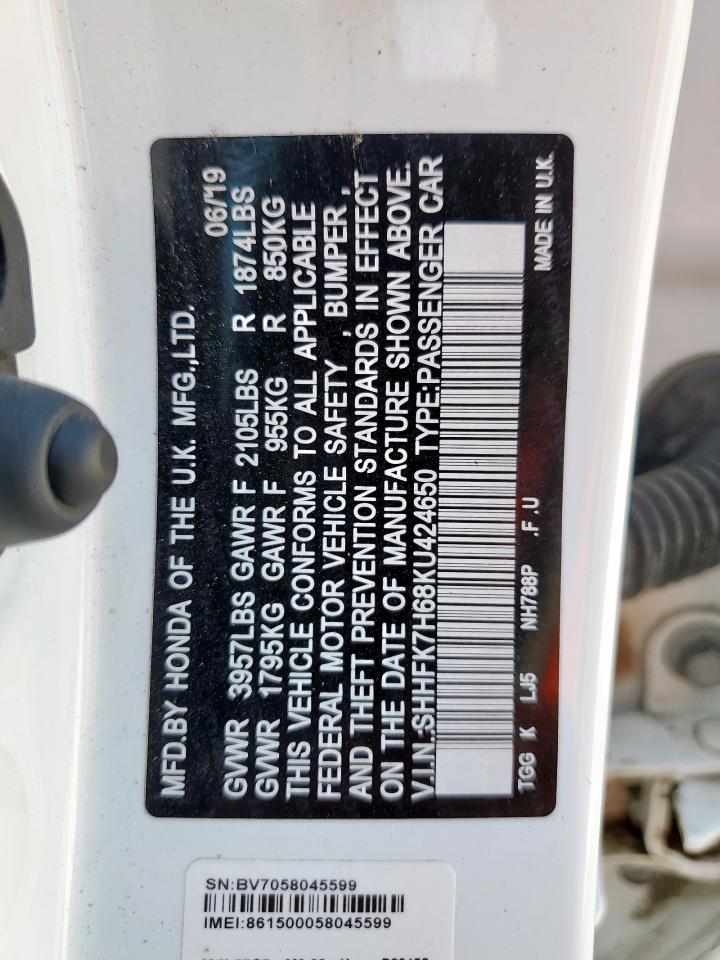 MFD.BY HONDA OF THE U.K. MFG.,LTD. 06/19
GVWR 3957LBS GAWR F 2105LBS R 1874LBS
GVWR 1795KG GAWR F 955KG R 850KG
THIS VEHICLE CONFORMS TO ALL APPLICABLE
FEDERAL MOTOR VEHICLE SAFETY , BUMPER ,
AND THEFT PREVENTION STANDARDS IN EFFECT
ON THE DATE OF MANUFACTURE SHOWN ABOVE.
V.I.N.:SHHFK7H68KU424650 TYPE:PASSENGER CAR
TGG K LJ5 NH788P .F .U MADE IN U.K.
SN:BV7058045599
IMEI:861500058045599